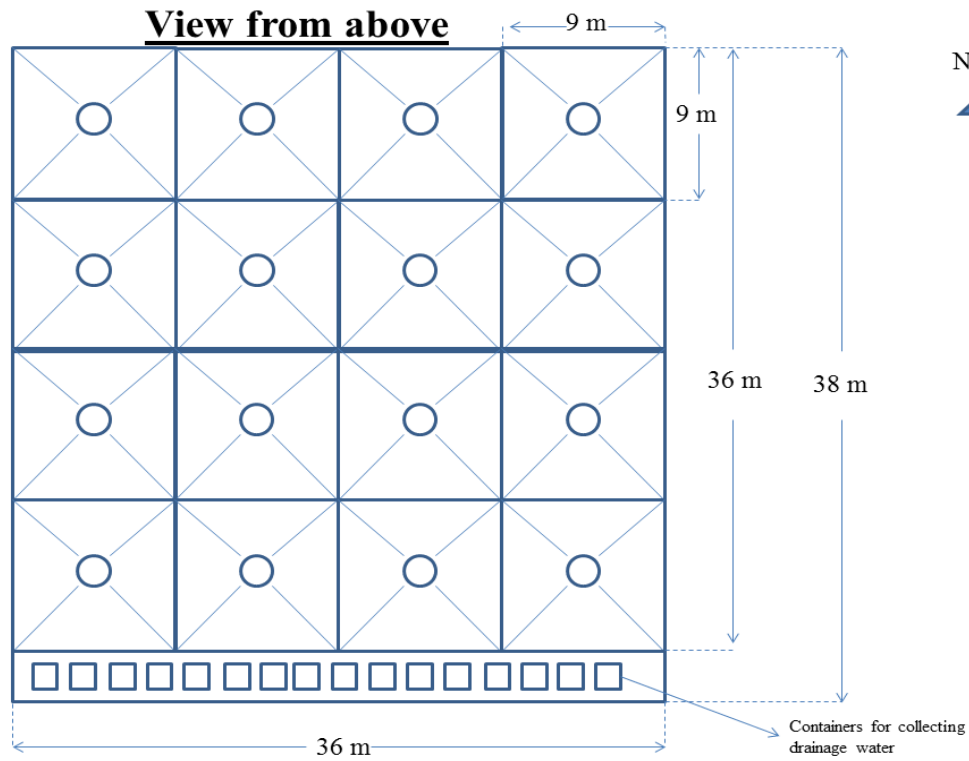 View from above
9 m
N
9 m
36 m
38 m
36 m
Containers for collecting
drainage water